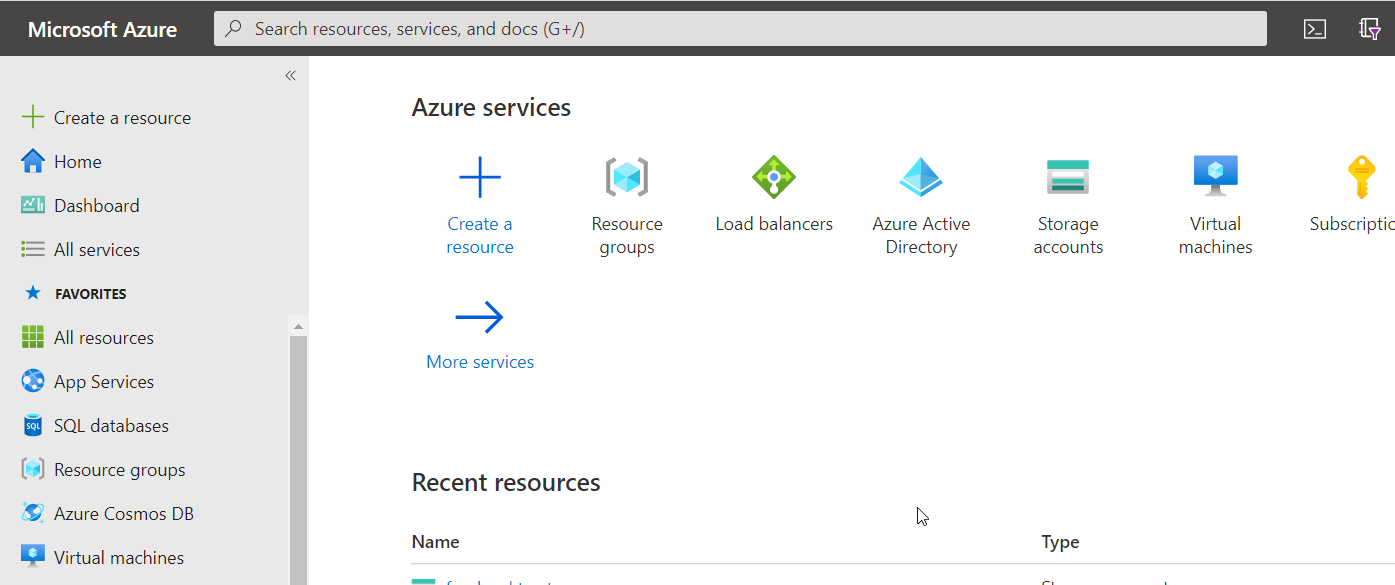 Microsoft Azure
Search resources, services, and docs (G+/)
Create a resource
Home
Dashboard
All services
FAVORITES
All resources
App Services
SQL databases
SQL
Resource groups
Azure Cosmos DB
Virtual machines
Azure services
Create a
resource
Resource
groups
Load balancers
Azure Active
Directory
Storage
accounts
Virtual
machines
Subscriptio
More services
Recent resources
Name
Type